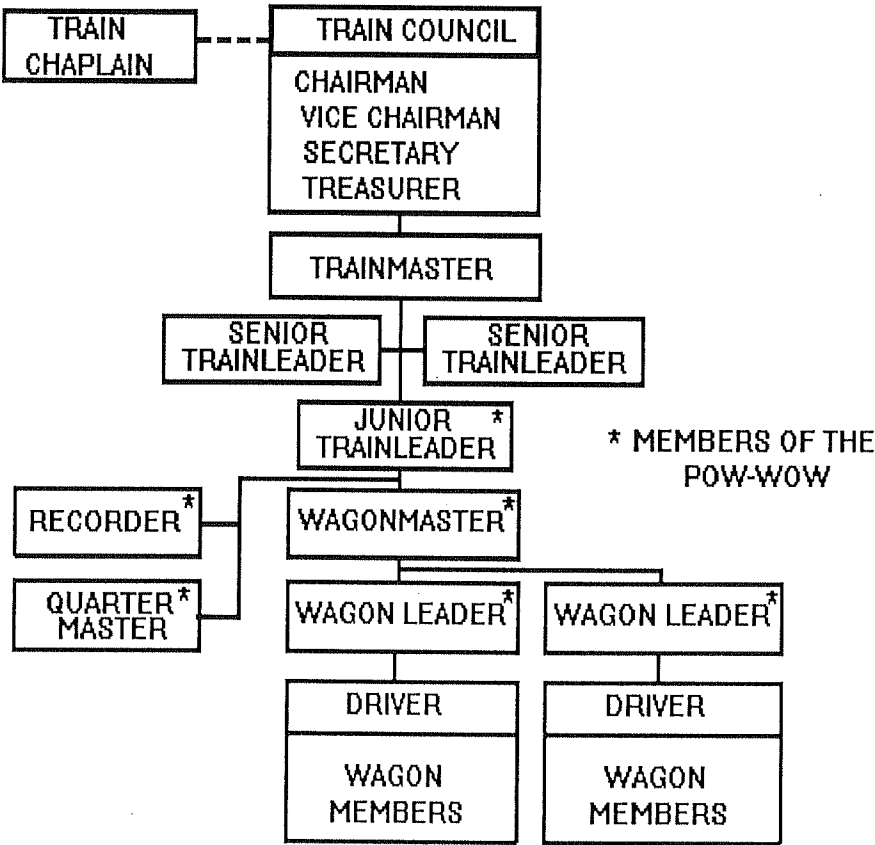 TRAIN
CHAPLAIN
TRAIN COUNCIL
CHAIRMAN
VICE CHAIRMAN
SECRETARY
TREASURER
TRAINMASTER
SENIOR
TRAINLEADER
SENIOR
TRAINLEADER
JUNIOR *
TRAINLEADER
* MEMBERS OF THE
POW-WOW
RECORDER*
WAGONMASTER*
QUARTER*
MASTER
WAGON LEADER*
WAGON LEADER*
DRIVER
WAGON
MEMBERS
DRIVER
WAGON
MEMBERS